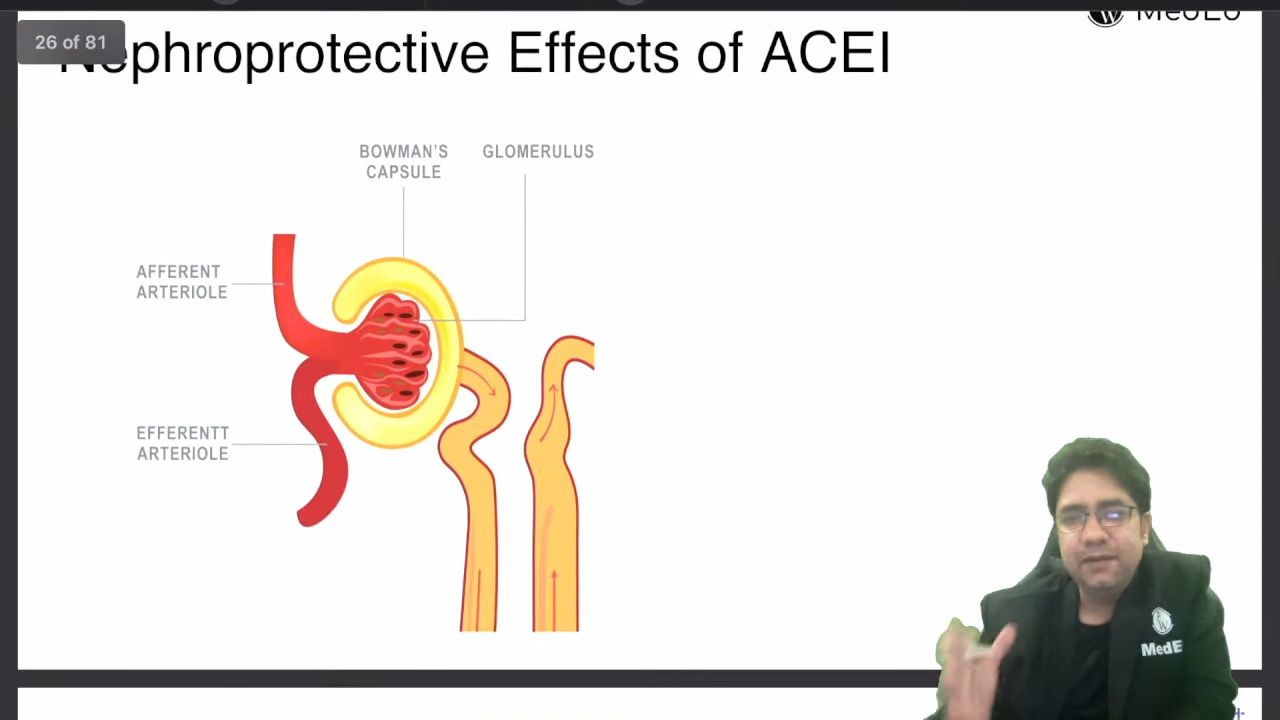 26 of 81
Nephroprotective Effects of ACEI
BOWMAN'S
CAPSULE
GLOMERULUS
AFFERENT
ARTERIOLE
EFFERENTT
ARTERIOLE
MedE